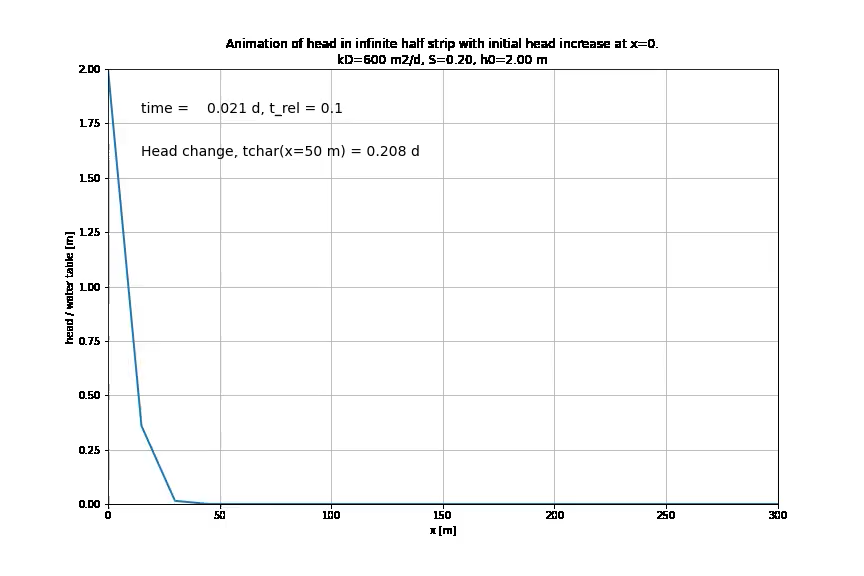 Animation of head in infinite half strip with initial head increase at x=0.
kD=600 m2/d, S=0.20, h0=2.00 m
time =    0.021 d, t_rel = 0.1
Head change, tchar(x=50 m) = 0.208 d
head / water table [m]
2.00
1.75
1.50
1.25
1.00
0.75
0.50
0.25
0.00
0 50 100 150 200 250 300
x [m]